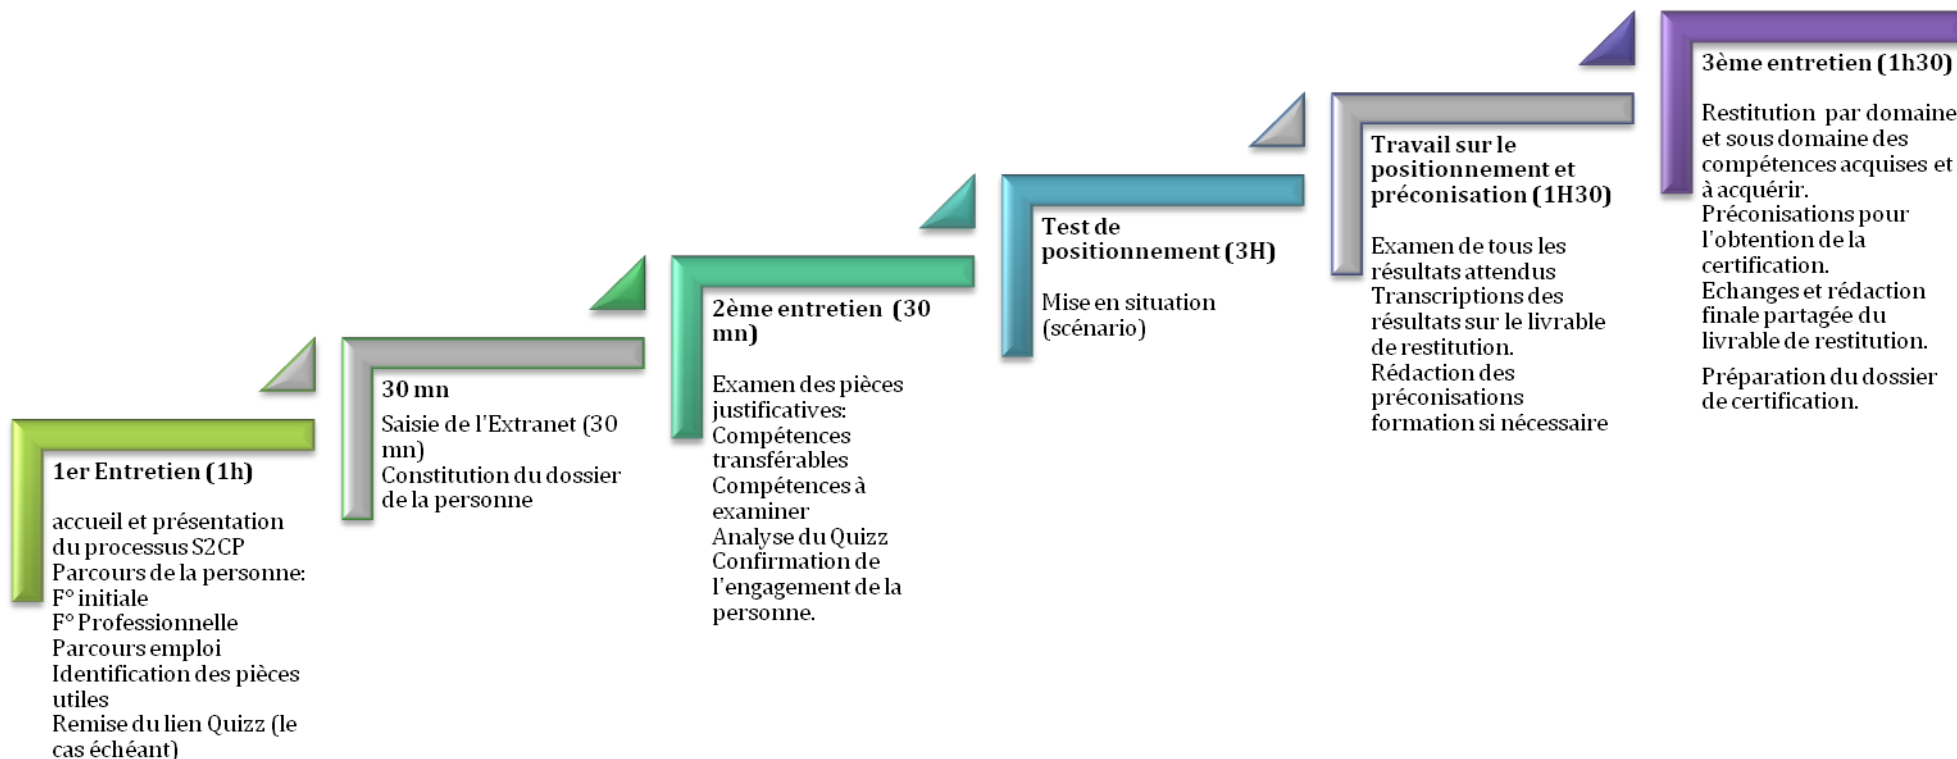 1er Entretien (1h)
accueil et présentation
du processus S2CP
Parcours de la personne:
F° initiale
F° Professionnelle
Parcours emploi
Identification des pièces
utiles
Remise du lien Quizz (le
cas échéant)
30 mn
Saisie de l'Extranet (30
mn)
Constitution du dossier
de la personne
2ème entretien (30
mn)
Examen des pièces
justificatives:
Compétences
transférables
Compétences à
examiner
Analyse du Quizz
Confirmation de
l'engagement de la
personne.
Test de
positionnement (3H)
Mise en situation
(scénario)
Travail sur le
positionnement et
préconisation (1H30)
Examen de tous les
résultats attendus
Transcriptions des
résultats sur le livrable
de restitution.
Rédaction des
préconisations
formation si nécessaire
3ème entretien (1h30)
Restitution par domaine
et sous domaine des
compétences acquises et
à acquérir.
Préconisations pour
l'obtention de la
certification.
Echanges et rédaction
finale partagée du
livrable de restitution.
Préparation du dossier
de certification.